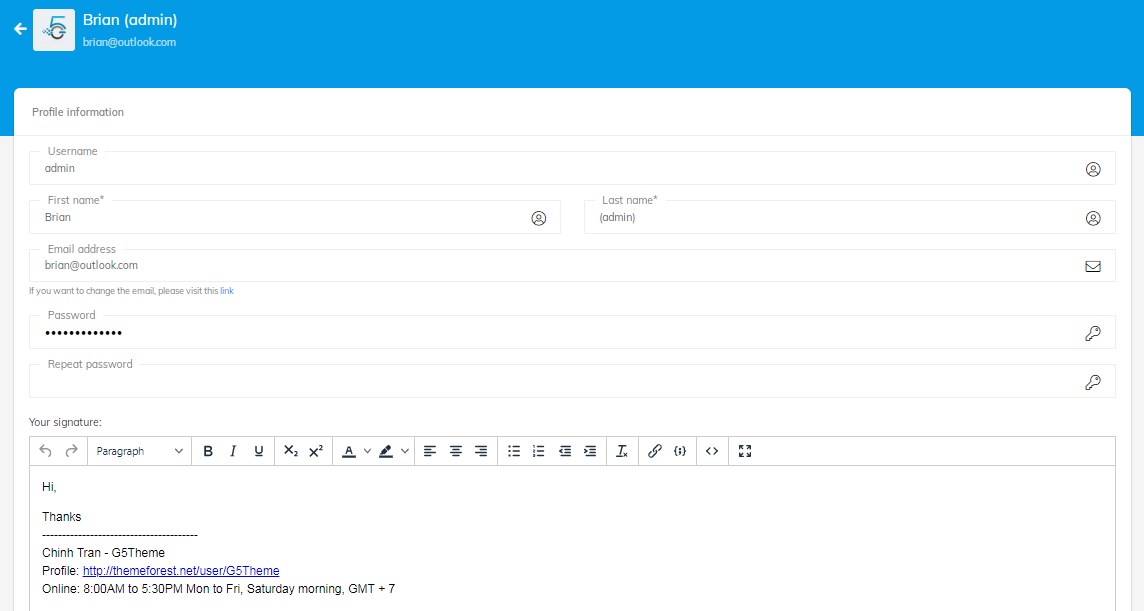 Brian (admin)
brian@outlook.com
Profile information
Username
admin
First name*
Brian
Last name*
(admin)
Email address
brian@outlook.com
If you want to change the email, please visit this link
Password
•••••••••••••
Repeat password
Your signature:
Paragraph B I U X₂ X² A
Hi,
Thanks
---------------------------------------
Chinh Tran - G5Theme
Profile: http://themeforest.net/user/G5Theme
Online: 8:00AM to 5:30PM Mon to Fri, Saturday morning, GMT + 7